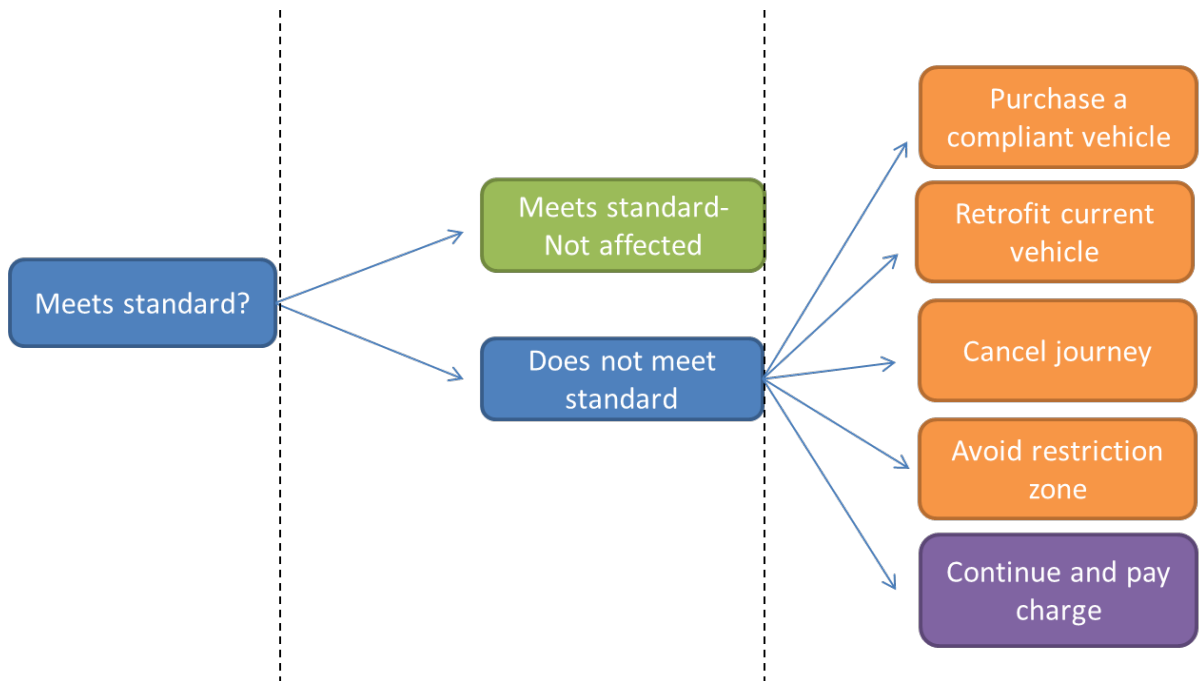 Meets standard?
Meets standard-
Not affected
Does not meet
standard
Purchase a
compliant vehicle
Retrofit current
vehicle
Cancel journey
Avoid restriction
zone
Continue and pay
charge